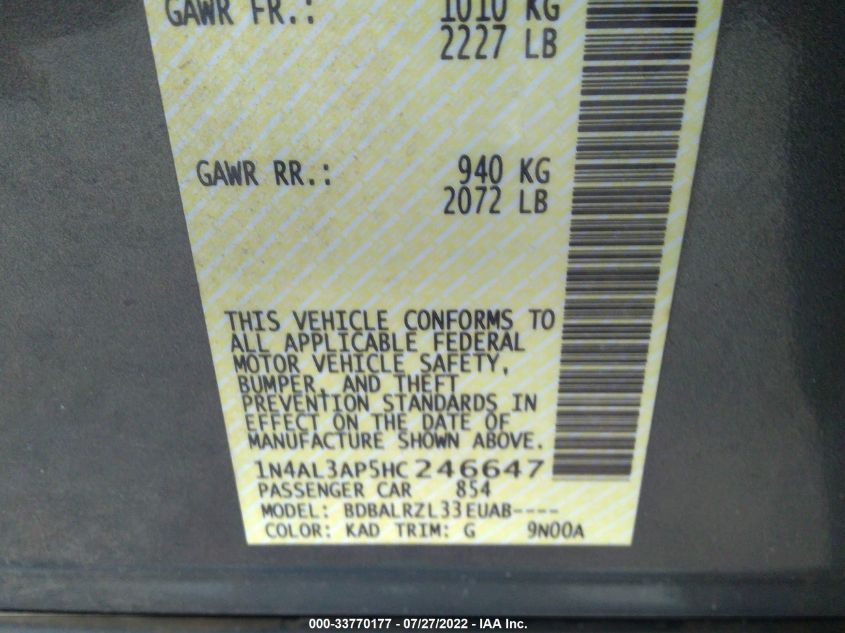 GAWR FR.: 1010 KG
2227 LB
GAWR RR.: 940 KG
2072 LB
THIS VEHICLE CONFORMS TO
ALL APPLICABLE FEDERAL
MOTOR VEHICLE SAFETY,
BUMPER, AND THEFT
PREVENTION STANDARDS IN
EFFECT ON THE DATE OF
MANUFACTURE SHOWN ABOVE.
1N4AL3AP5HC246647
PASSENGER CAR 854
MODEL: BDBALRZL33EUAB----
COLOR: KAD TRIM: G 9N00A
000-33770177 - 07/27/2022 - IAA Inc.